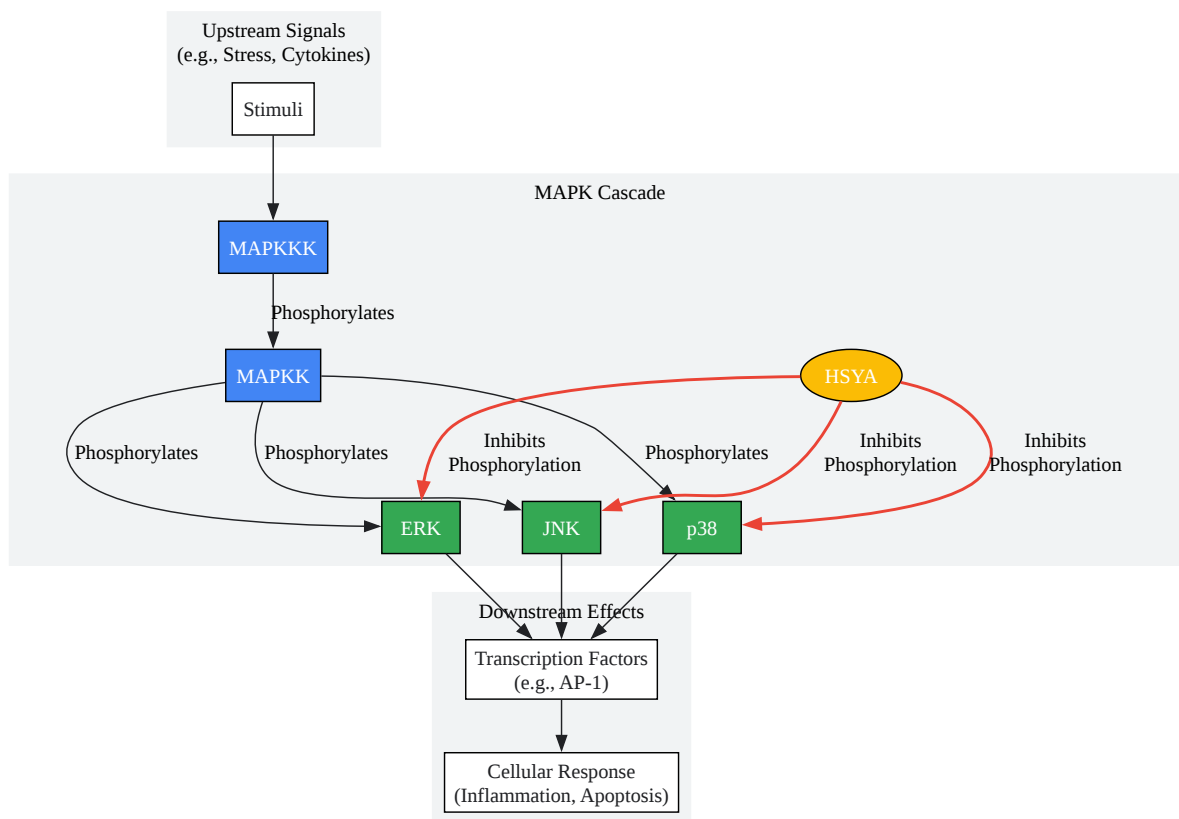 Upstream Signals
(e.g., Stress, Cytokines)
Stimuli
MAPK Cascade
MAPKKK
Phosphorylates
MAPKK
HSYA
Phosphorylates
Phosphorylates
Inhibits
Phosphorylation
Phosphorylates
Inhibits
Phosphorylation
Inhibits
Phosphorylation
ERK
JNK
p38
Downstream Effects
Transcription Factors
(e.g., AP-1)
Cellular Response
(Inflammation, Apoptosis)